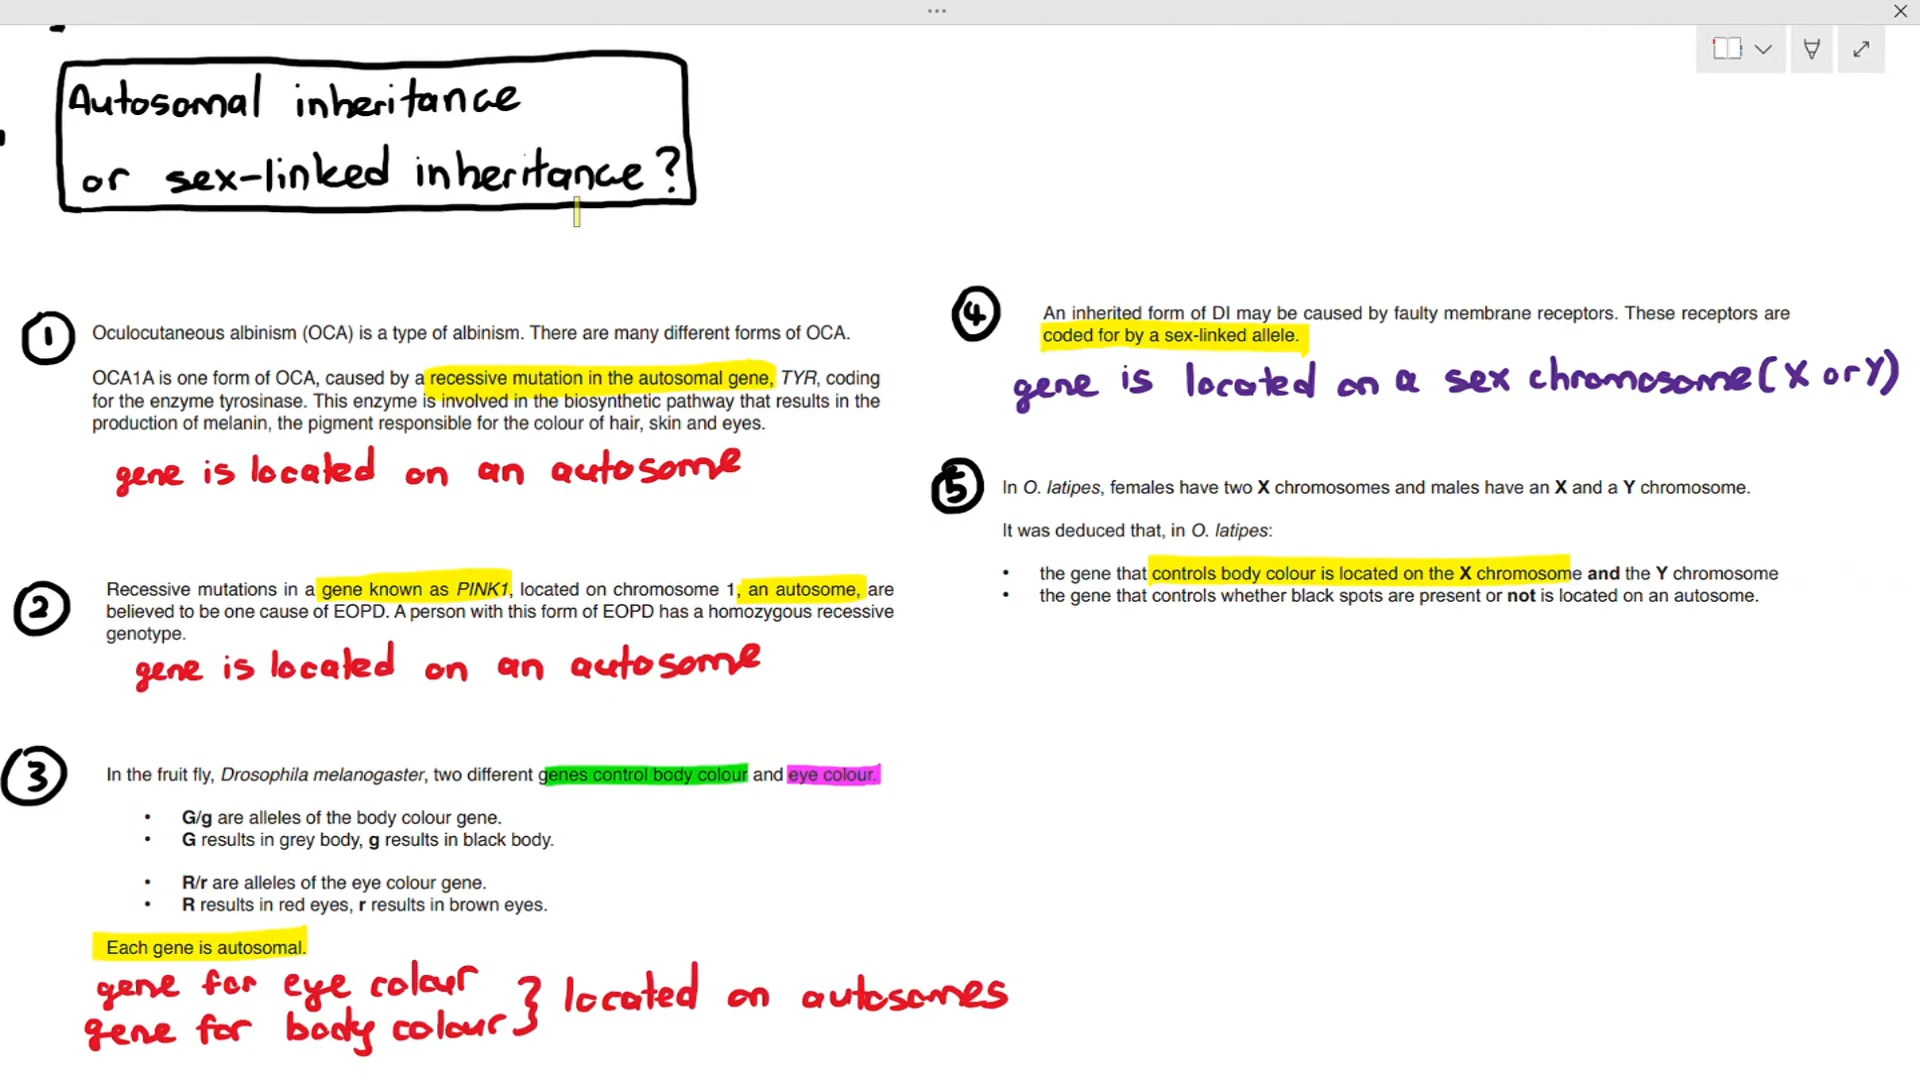 Autosomal inheritance
or sex-linked inheritance?
1
Oculocutaneous albinism (OCA) is a type of albinism. There are many different forms of OCA.
OCA1A is one form of OCA, caused by a recessive mutation in the autosomal gene, TYR, coding
for the enzyme tyrosinase. This enzyme is involved in the biosynthetic pathway that results in the
production of melanin, the pigment responsible for the colour of hair, skin and eyes.
gene is located on an autosome
2
Recessive mutations in a gene known as PINK1, located on chromosome 1, an autosome, are
believed to be one cause of EOPD. A person with this form of EOPD has a homozygous recessive
genotype.
gene is located on an autosome
3
In the fruit fly, Drosophila melanogaster, two different genes control body colour and eye colour.
• G/g are alleles of the body colour gene.
• G results in grey body, g results in black body.
• R/r are alleles of the eye colour gene.
• R results in red eyes, r results in brown eyes.
Each gene is autosomal.
gene for eye colour
gene for body colour } located on autosomes
4
An inherited form of DI may be caused by faulty membrane receptors. These receptors are
coded for by a sex-linked allele.
gene is located on a sex chromosome (X or Y)
5
In O. latipes, females have two X chromosomes and males have an X and a Y chromosome.
It was deduced that, in O. latipes:
• the gene that controls body colour is located on the X chromosome and the Y chromosome
• the gene that controls whether black spots are present or not is located on an autosome.